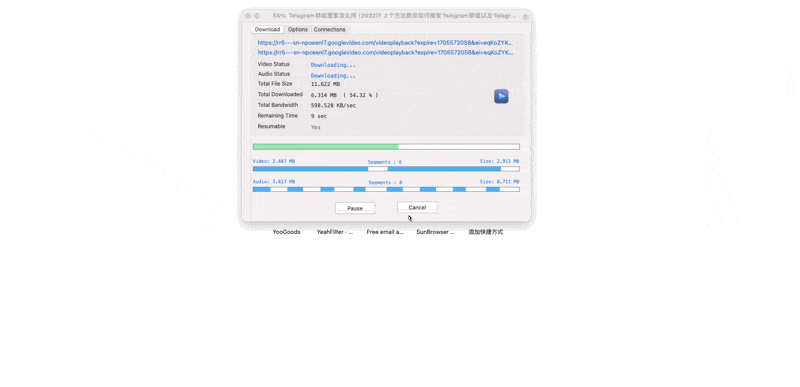 54% Telegram群组搜索怎么用 (2022)? 2个方法教你如何搜索Telegram群组以及Telegr...
Download Options Connections
https://rr5---sn-npoeenl7.googlevideo.com/videoplayback?expire=1705572058&ei=eqKoZYK...
https://rr5---sn-npoeenl7.googlevideo.com/videoplayback?expire=1705572058&ei=eqKoZYK...
Video Status Downloading...
Audio Status Downloading...
Total File Size 11.622 MB
Total Downloaded 6.314 MB ( 54.32 % )
Total Bandwidth 598.528 KB/sec
Remaining Time 9 sec
Resumable Yes
Video: 2.487 MB Segments : 6 Size: 2.911 MB
Audio: 3.827 MB Segments : 8 Size: 8.711 MB
Pause Cancel
YooGoods YeahFilter - ... Free email a... SunBrowser ... 添加快捷方式